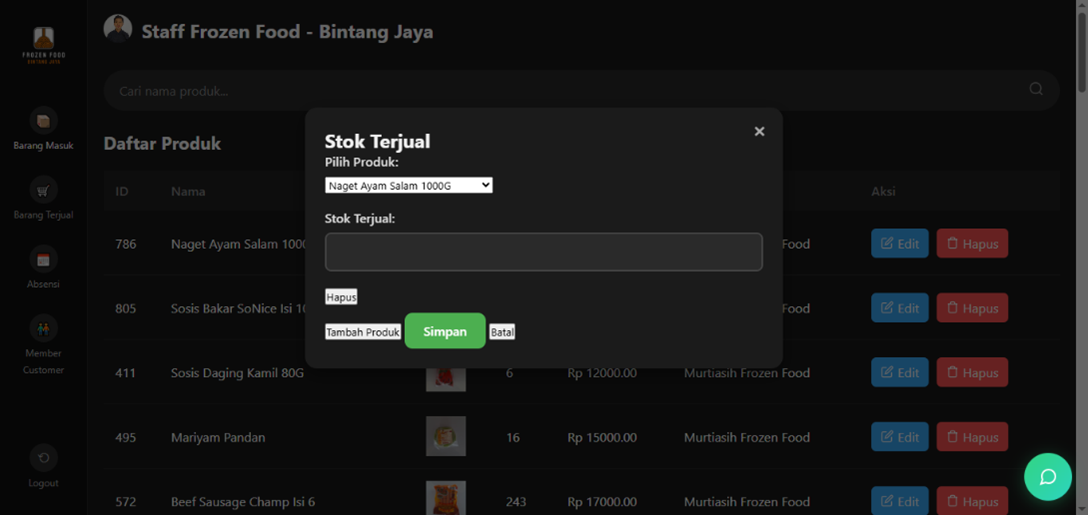 FROZEN FOOD
BINTANG JAYA
Barang Masuk
Barang Terjual
Absensi
Member
Customer
Logout
Staff Frozen Food - Bintang Jaya
Cari nama produk...
Daftar Produk
ID Nama Aksi
786 Naget Ayam Salam 1000 Food Edit Hapus
805 Sosis Bakar SoNice Isi 10 Food Edit Hapus
411 Sosis Daging Kamil 80G 6 Rp 12000.00 Murtiasih Frozen Food Edit Hapus
495 Mariyam Pandan 16 Rp 15000.00 Murtiasih Frozen Food Edit Hapus
572 Beef Sausage Champ Isi 6 243 Rp 17000.00 Murtiasih Frozen Food Edit Hapus
Stok Terjual
Pilih Produk:
Naget Ayam Salam 1000G
Stok Terjual:
Hapus
Tambah Produk Simpan Batal